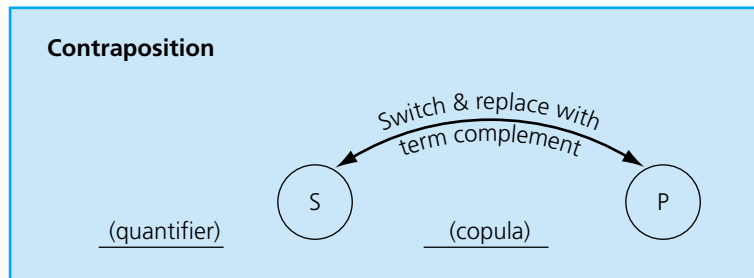 Contraposition
Switch & replace with
term complement
S
P
(quantifier)
(copula)